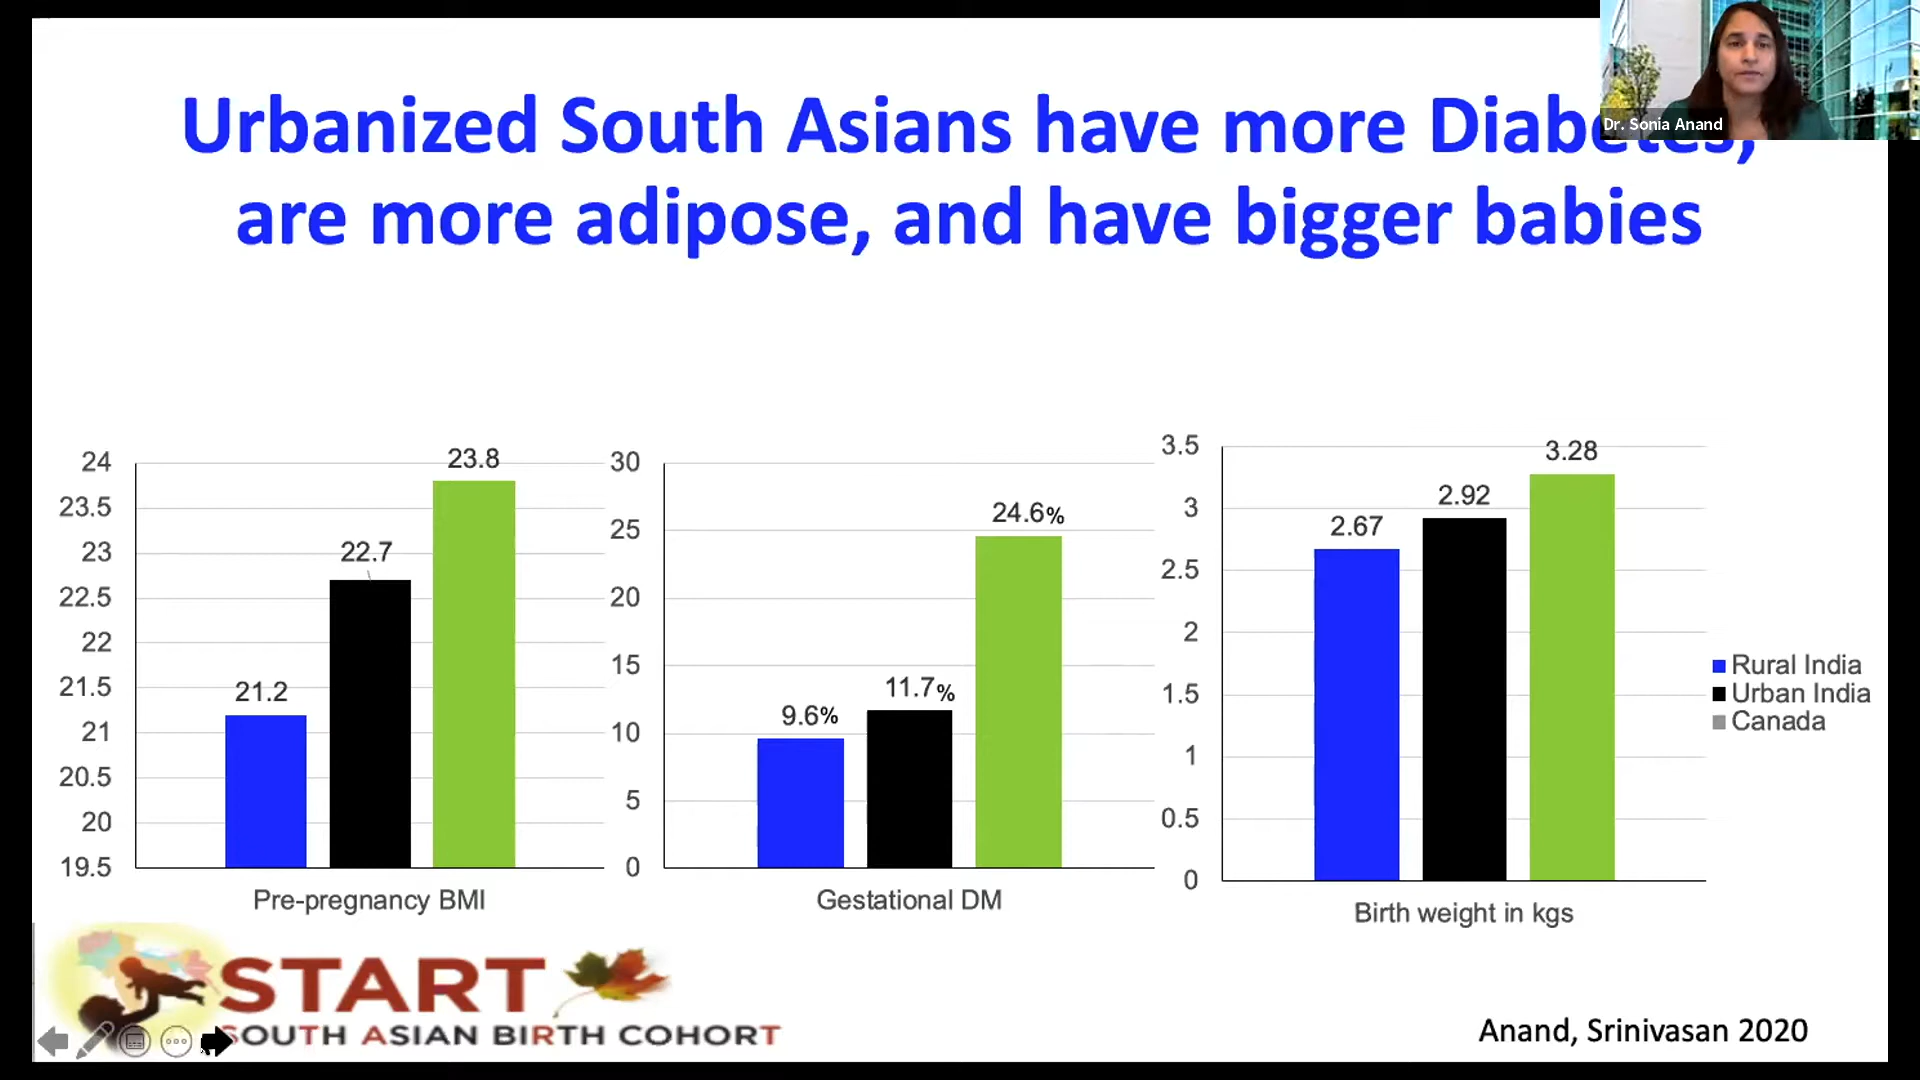 Urbanized South Asians have more Diabetes,
are more adipose, and have bigger babies
Dr. Sonia Anand
24
23.5
23
22.5
22
21.5
21
20.5
20
19.5
21.2
22.7
23.8
Pre-pregnancy BMI
30
25
20
15
10
5
0
9.6%
11.7%
24.6%
Gestational DM
3.5
3
2.5
2
1.5
1
0.5
0
2.67
2.92
3.28
Birth weight in kgs
Rural India
Urban India
Canada
START
SOUTH ASIAN BIRTH COHORT
Anand, Srinivasan 2020